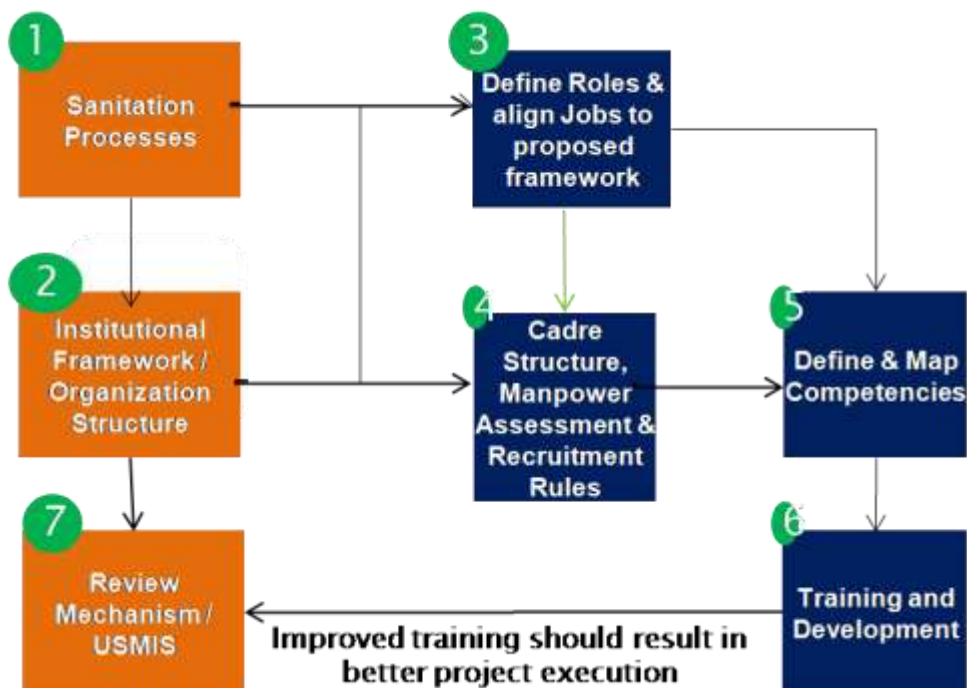 1
Sanitation
Processes
3
Define Roles &
align Jobs to
proposed
framework
2
Institutional
Framework /
Organization
Structure
4
Cadre
Structure,
Manpower
Assessment &
Recruitment
Rules
5
Define & Map
Competencies
7
Review
Mechanism /
USMIS
6
Training and
Development
Improved training should result in
better project execution